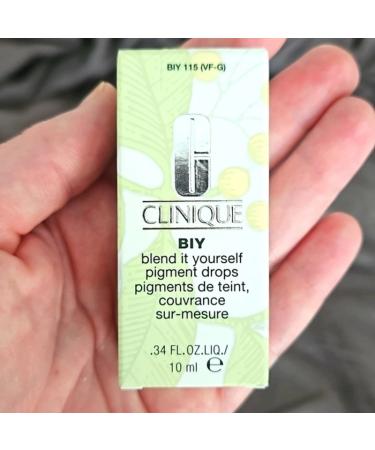 BIY 115 (VF-G)
CLINIQUE
BIY
blend it yourself
pigment drops
pigments de teint,
couvrance
sur-mesure
.34 FL.OZ.LIQ./
10 ml ℮